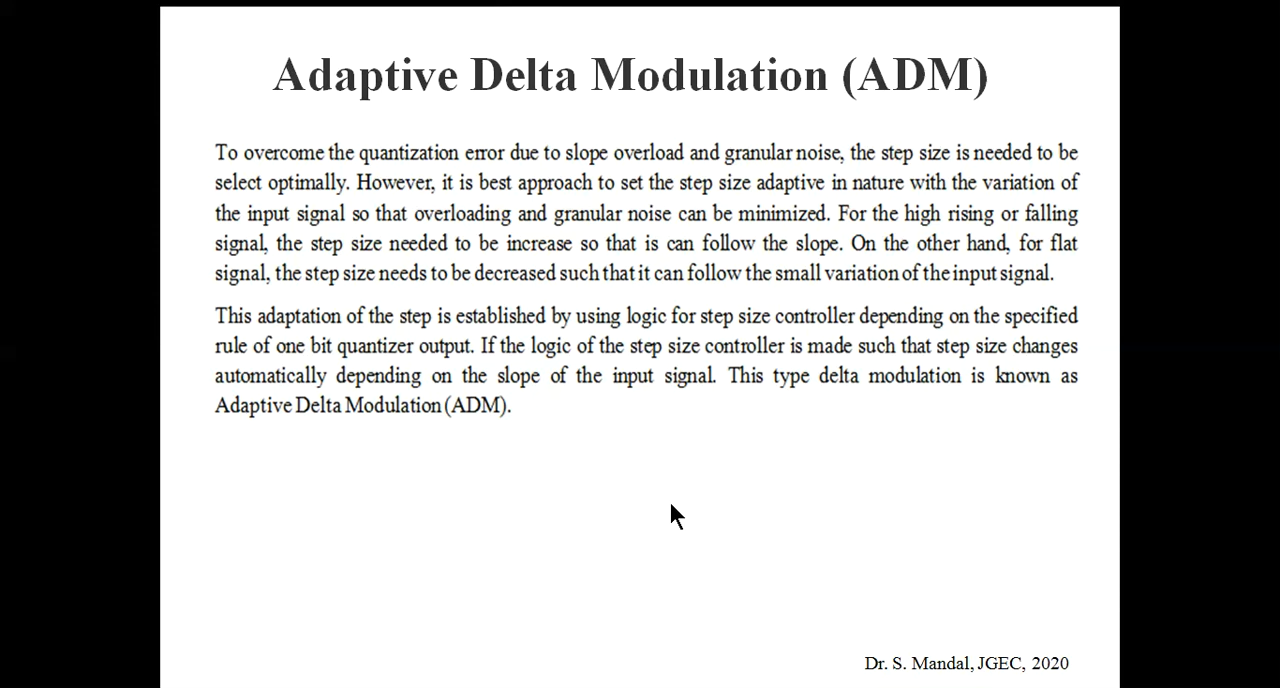 Adaptive Delta Modulation (ADM)
To overcome the quantization error due to slope overload and granular noise, the step size is needed to be
select optimally. However, it is best approach to set the step size adaptive in nature with the variation of
the input signal so that overloading and granular noise can be minimized. For the high rising or falling
signal, the step size needed to be increase so that is can follow the slope. On the other hand, for flat
signal, the step size needs to be decreased such that it can follow the small variation of the input signal.
This adaptation of the step is established by using logic for step size controller depending on the specified
rule of one bit quantizer output. If the logic of the step size controller is made such that step size changes
automatically depending on the slope of the input signal. This type delta modulation is known as
Adaptive Delta Modulation (ADM).
Dr. S. Mandal, JGEC, 2020